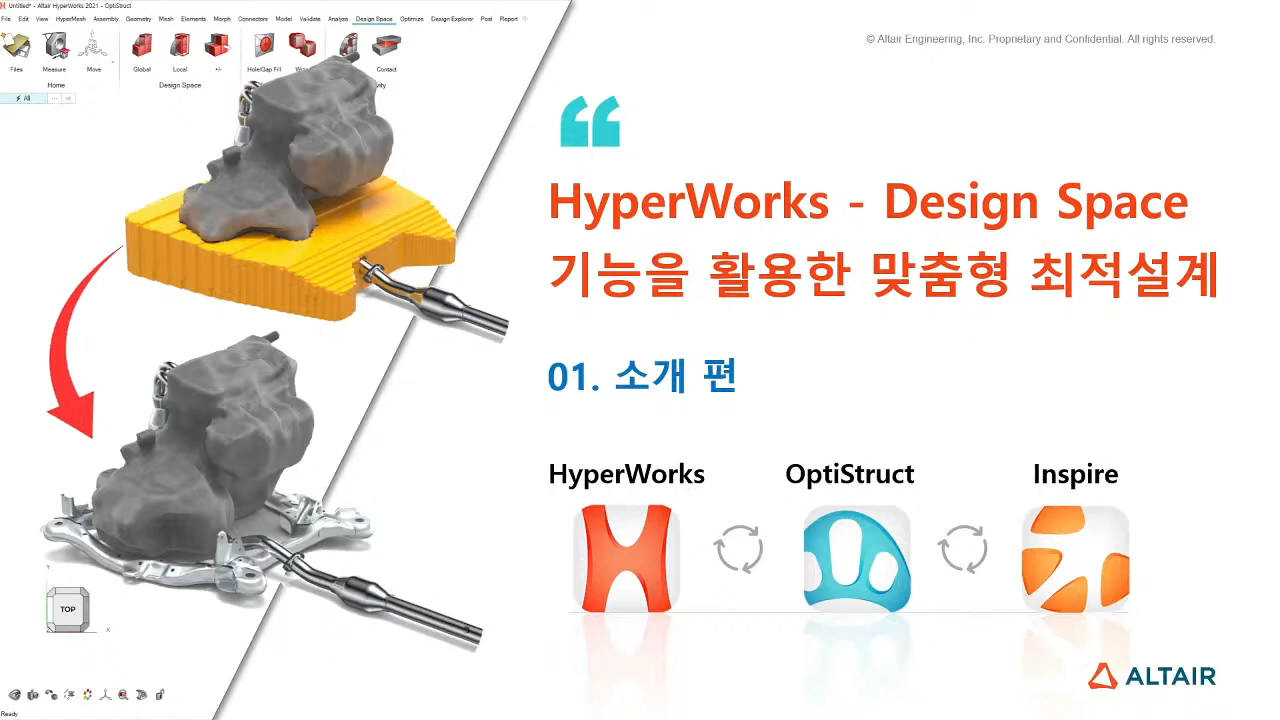 Untitled* - Altair HyperWorks 2021 - OptiStruct
File Edit View HyperMesh Assembly Geometry Mesh Elements Morph Connectors Model Validate Analyze Design Space Optimize Design Explorer Post Report
© Altair Engineering, Inc. Proprietary and Confidential. All rights reserved.
Files Measure Move Global Local +/- Hole/Gap Fill Contact
Home Design Space
All
HyperWorks - Design Space
기능을 활용한 맞춤형 최적설계
01. 소개 편
HyperWorks OptiStruct Inspire
Y
TOP
X
ALTAIR
Ready